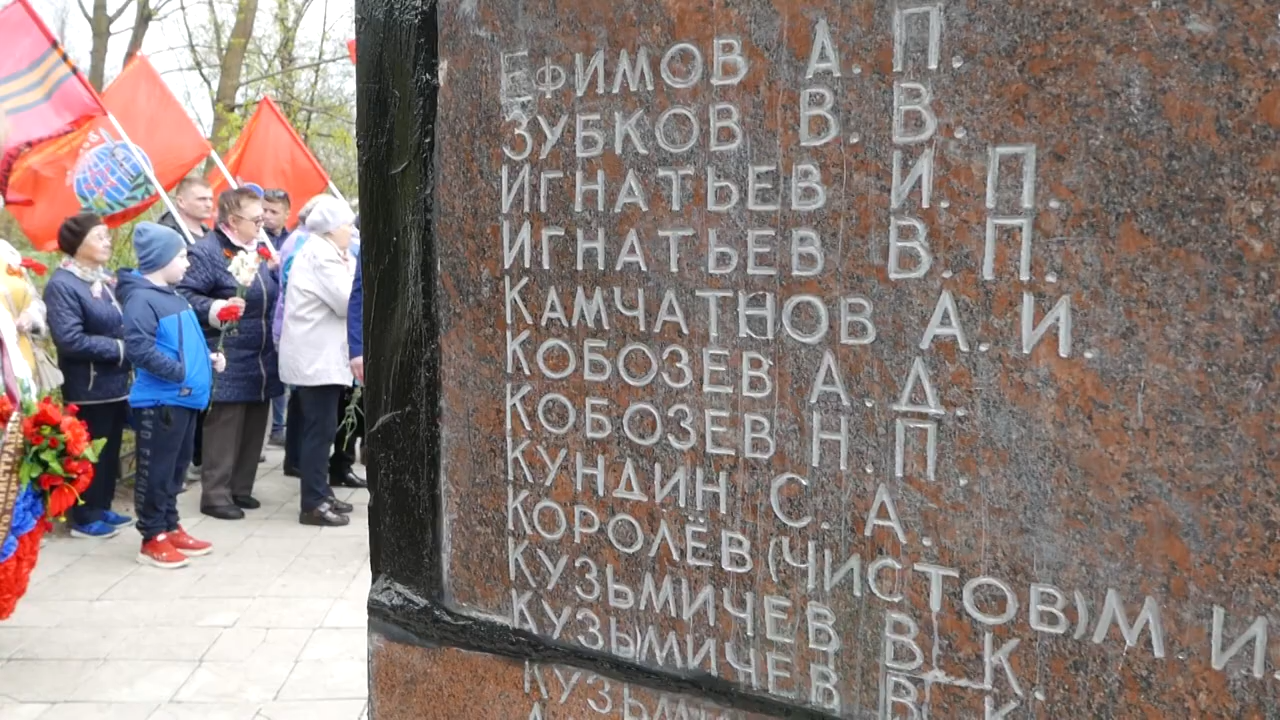 ЕФИМОВ А. П.
ЗУБКОВ В. В.
ИГНАТЬЕВ И. П.
ИГНАТЬЕВ В. П.
КАМЧАТНОВ А. И.
КОБОЗЕВ А. Д.
КОБОЗЕВ Н. П.
КУНДИН С. А.
КОРОЛЁВ (ЧИСТОВ) М И.
КУЗЬМИЧЕВ В. К.
КУЗЬМИЧЕВ В